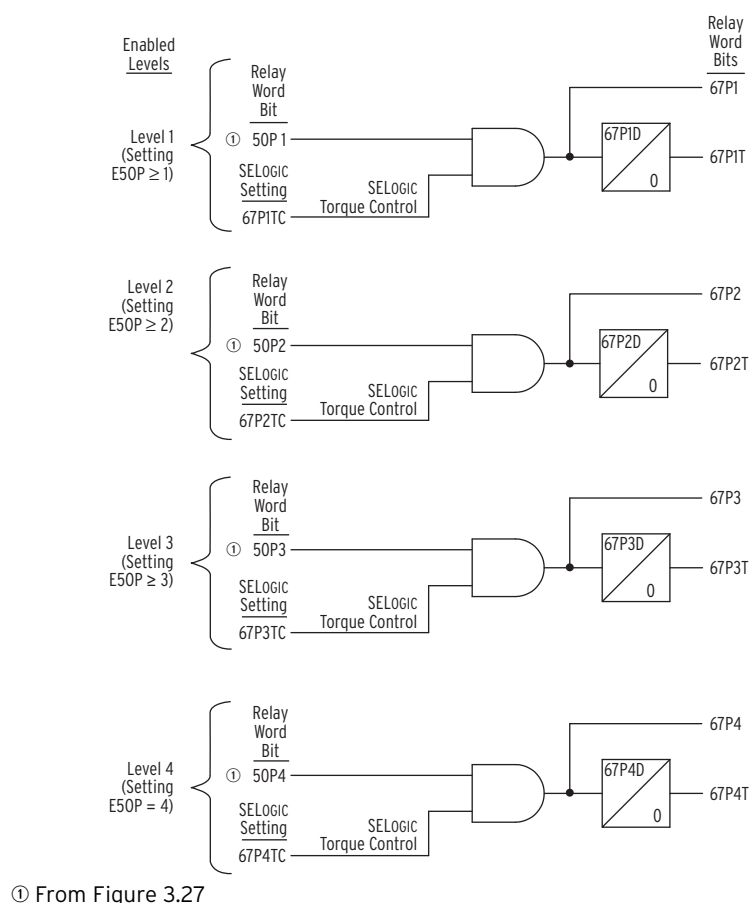 Relay
Word
Bits
Enabled
Levels
Relay
Word
Bit
67P1
Level 1
(Setting
E50P ≥ 1)
① 50P1
67P1D
0
67P1T
SELOGIC
Setting
67P1TC
SELOGIC
Torque Control
Level 2
(Setting
E50P ≥ 2)
Relay
Word
Bit
67P2
① 50P2
67P2D
0
67P2T
SELOGIC
Setting
67P2TC
SELOGIC
Torque Control
Relay
Word
Bit
67P3
Level 3
(Setting
E50P ≥ 3)
① 50P3
67P3D
0
67P3T
SELOGIC
Setting
67P3TC
SELOGIC
Torque Control
Relay
Word
Bit
67P4
Level 4
(Setting
E50P = 4)
① 50P4
67P4D
0
67P4T
SELOGIC
Setting
67P4TC
SELOGIC
Torque Control
① From Figure 3.27